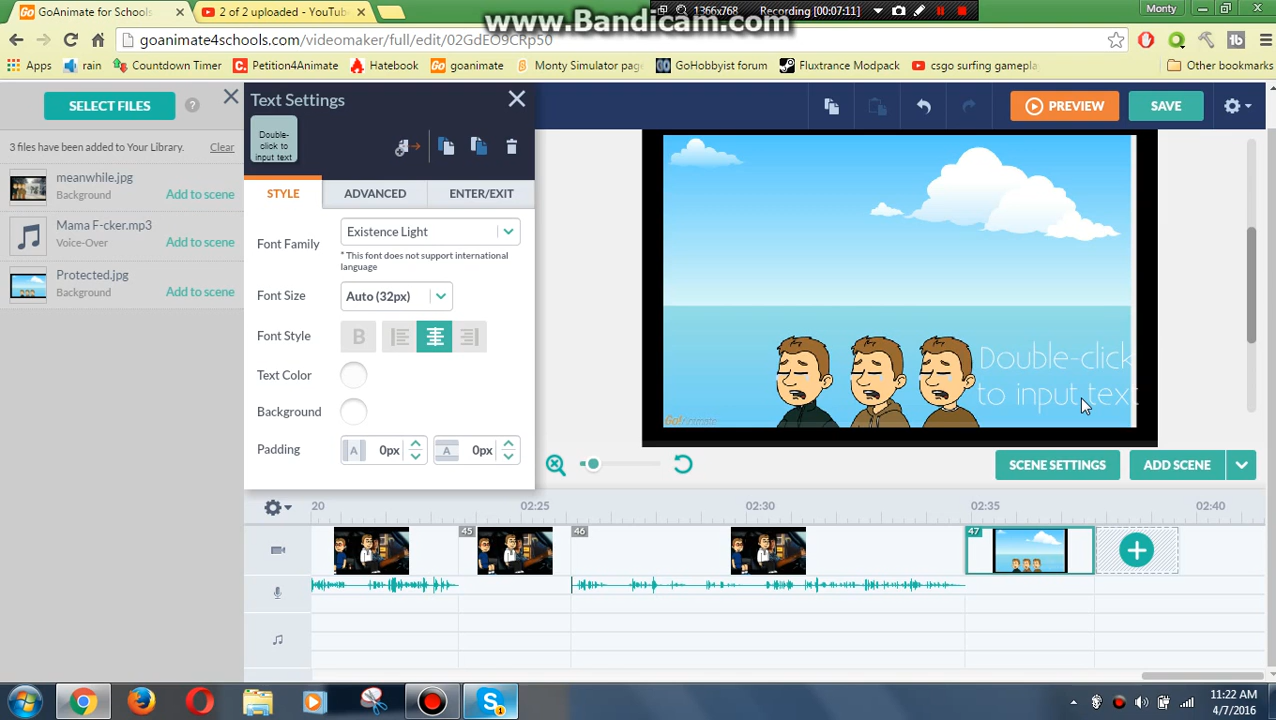 GoAnimate for Schools
2 of 2 uploaded - YouTube
www.Bandicam.com
1366x768
Recording [00:07:11]
Monty
goanimate4schools.com/videomaker/full/edit/02GdEO9CRp50
Apps
rain
Countdown Timer
Petition4Animate
Hatebook
goanimate
Monty Simulator page
GoHobbyist forum
Fluxtrance Modpack
csso surfing gameplay
Other bookmarks
SELECT FILES
?
3 files have been added to Your Library.
Clear
meanwhile.jpg
Background
Add to scene
Mama F-cker.mp3
Voice-Over
Add to scene
Protected.jpg
Background
Add to scene
Text Settings
Double-
click to
input text
STYLE
ADVANCED
ENTER/EXIT
Font Family
Existence Light
* This font does not support international
language
Font Size
Auto (32px)
Font Style
B
Text Color
Background
Padding
A
0px
A
0px
PREVIEW
SAVE
Double-click
to input text
Go!Animate
SCENE SETTINGS
ADD SCENE
20
02:25
02:30
02:35
02:40
45
46
47
11:22 AM
4/7/2016